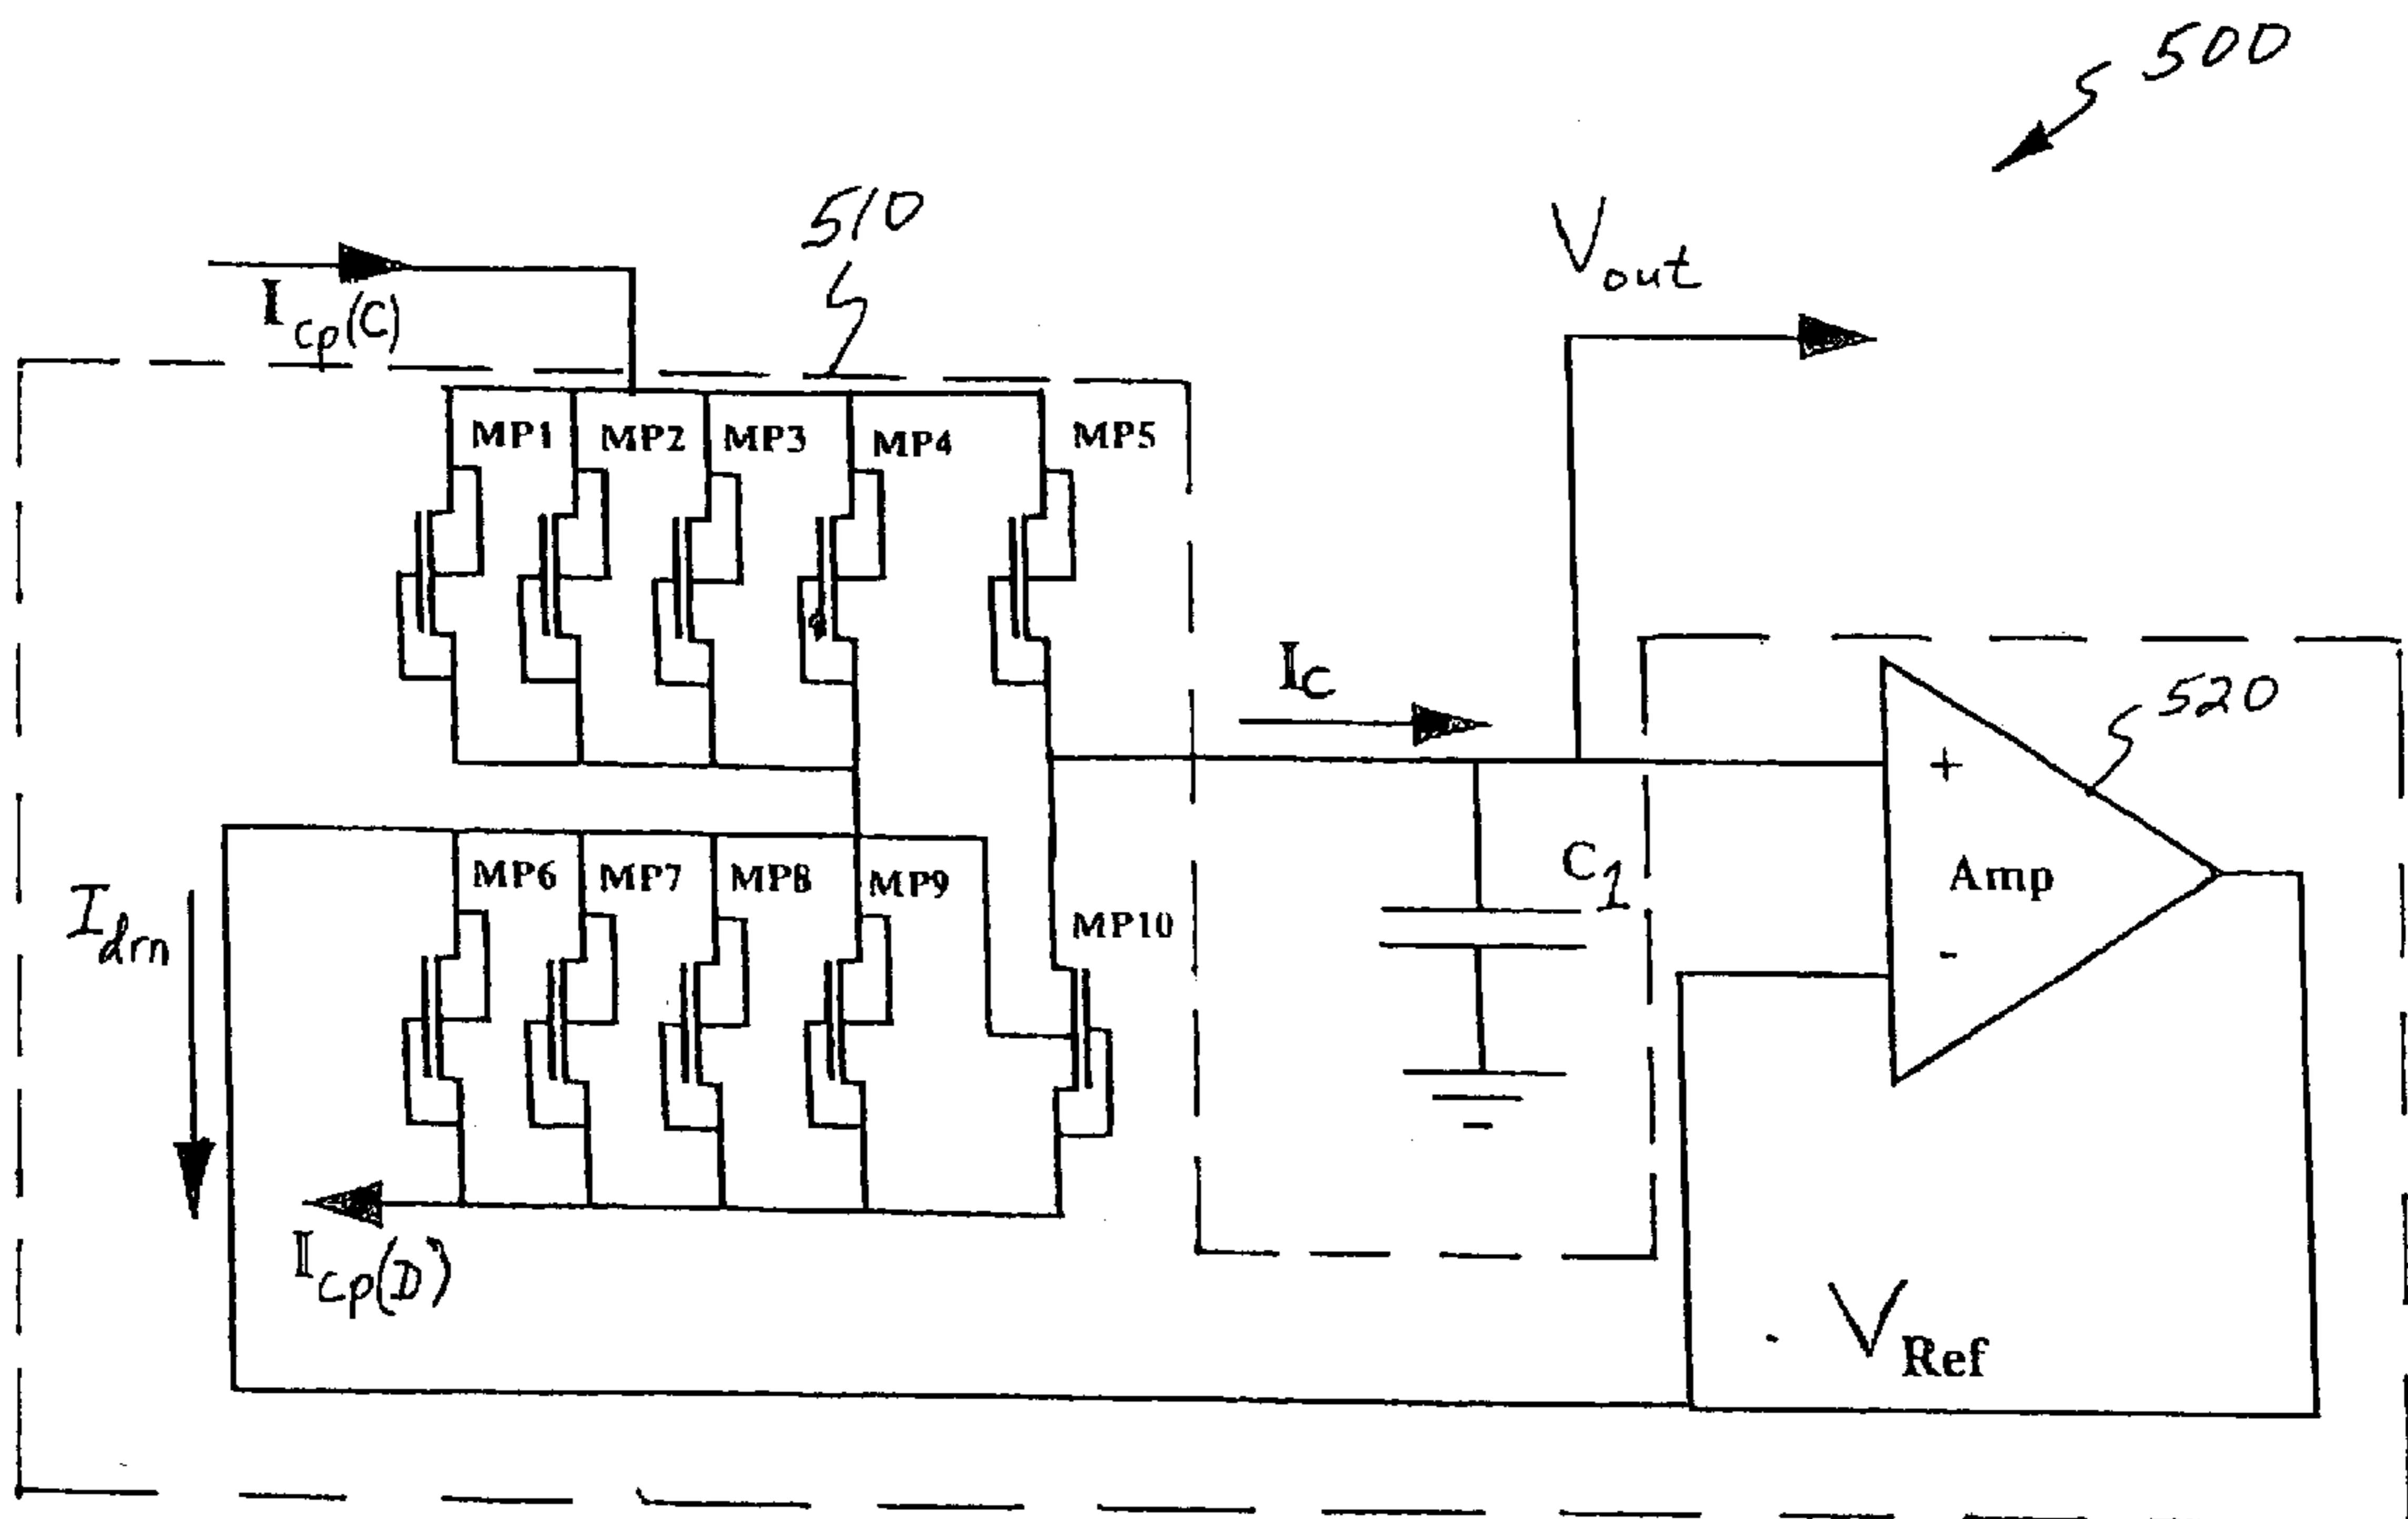 500
510
Vout
Icp(C)
MP1 MP2 MP3 MP4 MP5
IC
520
+
Amp
-
C1
MP6 MP7 MP8 MP9 MP10
Idrn
Icp(D)
VRef